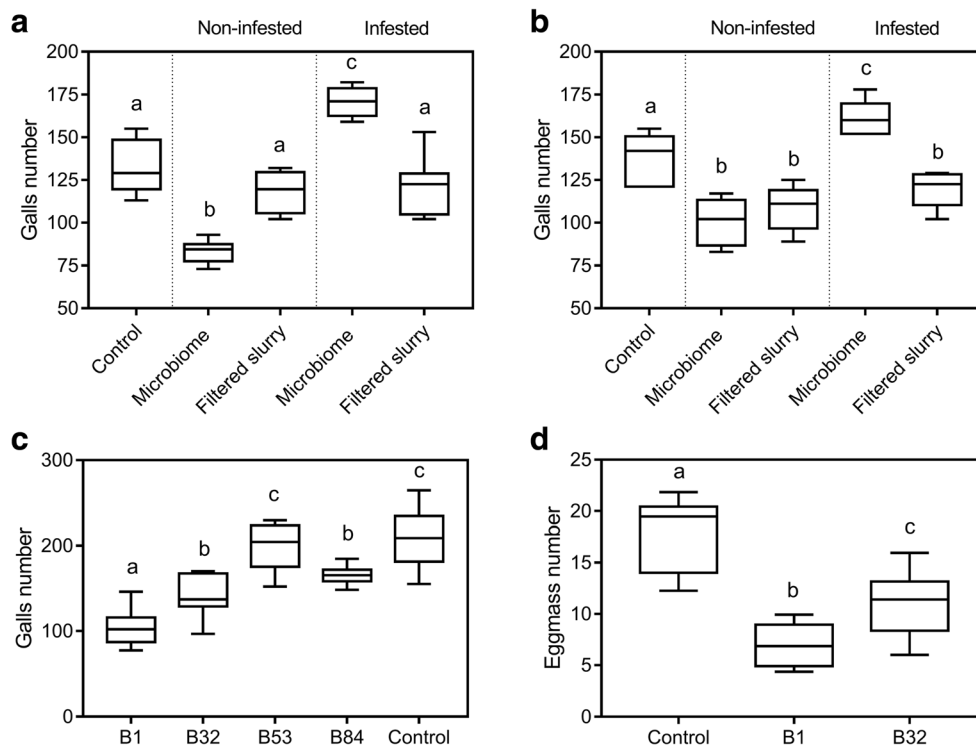 a
Non-infested Infested
200
175
150
125
100
75
50
Galls number
a
b
a
c
a
Control
Microbiome
Filtered slurry
Microbiome
Filtered slurry
b
Non-infested Infested
200
175
150
125
100
75
50
Galls number
a
b
b
c
b
Control
Microbiome
Filtered slurry
Microbiome
Filtered slurry
c
300
200
100
0
Galls number
a
b
c
b
c
B1 B32 B53 B84 Control
d
25
20
15
10
5
0
Eggmass number
a
b
c
Control B1 B32